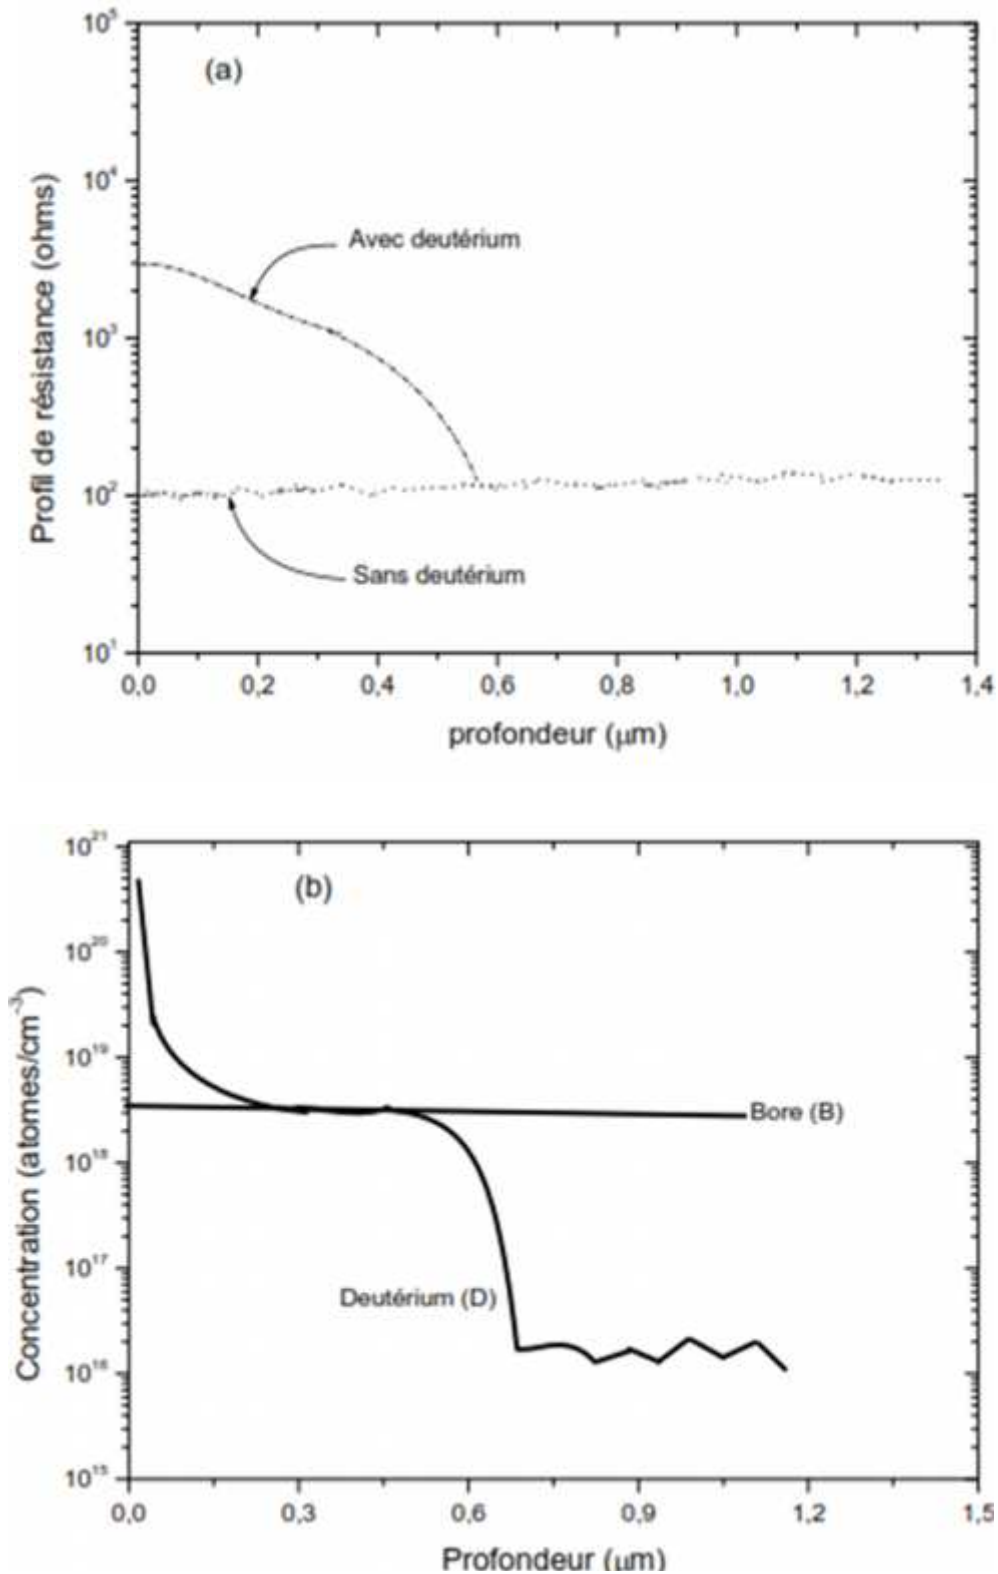 10⁵
(a)
10⁴
Avec deutérium
10³
10²
Sans deutérium
10¹
Profil de résistance (ohms)
0,0 0,2 0,4 0,6 0,8 1,0 1,2 1,4
profondeur (μm)
10²¹
(b)
10²⁰
10¹⁹
Bore (B)
10¹⁸
10¹⁷
Deutérium (D)
10¹⁶
10¹⁵
Concentration (atomes/cm⁻³)
0,0 0,3 0,6 0,9 1,2 1,5
Profondeur (μm)